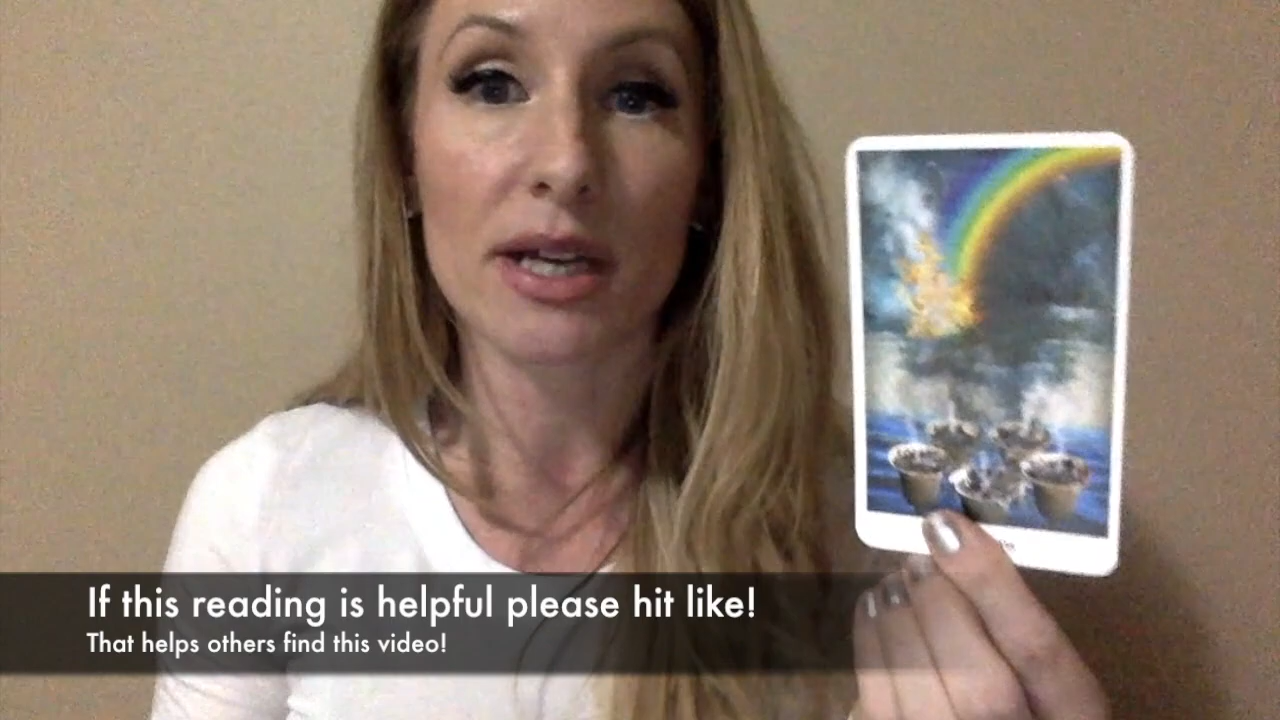 If this reading is helpful please hit like!
That helps others find this video!